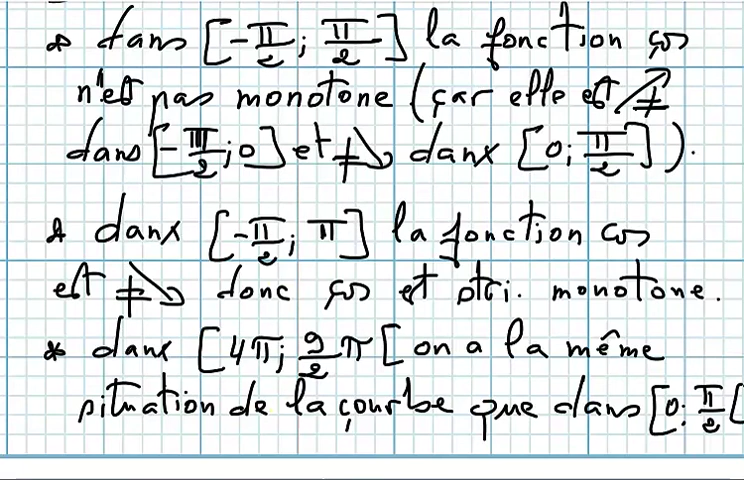 * dans [-π/2 ; π/2] la fonction cos
n'est pas monotone (car elle est ↗≠
dans [-π/2 ; 0] et ≠↘ dans [0 ; π/2]).
* dans [-π/2 ; π] la fonction cos
est ≠↘ donc cos est stri. monotone.
* dans [4π ; 9/2 π[ on a la même
situation de la courbe que dans [0 ; π/2[